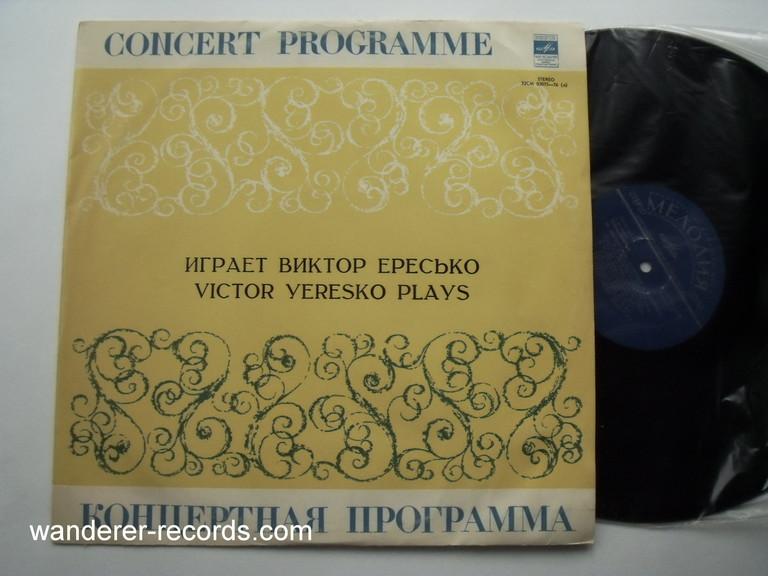 CONCERT PROGRAMME
STEREO
ИГРАЕТ ВИКТОР ЕРЕСЬКО
VICTOR YERESKO PLAYS
МЕЛОДИЯ
КОНЦЕРТНАЯ ПРОГРАММА
wanderer-records.com